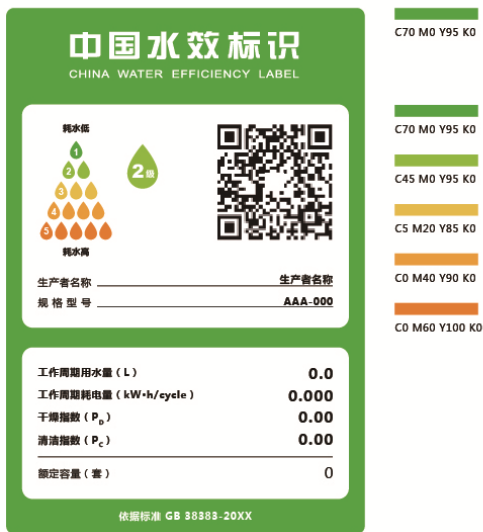 中国水效标识
CHINA WATER EFFICIENCY LABEL
耗水低
1
2
3
4
5
耗水高
2级
生产者名称 生产者名称
规格型号 AAA-000
工作周期用水量（L） 0.0
工作周期耗电量（kW·h/cycle） 0.000
干燥指数（PD） 0.00
清洁指数（PC） 0.00
额定容量（套） 0
依据标准 GB 38383-20XX
C70 M0 Y95 K0
C70 M0 Y95 K0
C45 M0 Y95 K0
C5 M20 Y85 K0
C0 M40 Y90 K0
C0 M60 Y100 K0